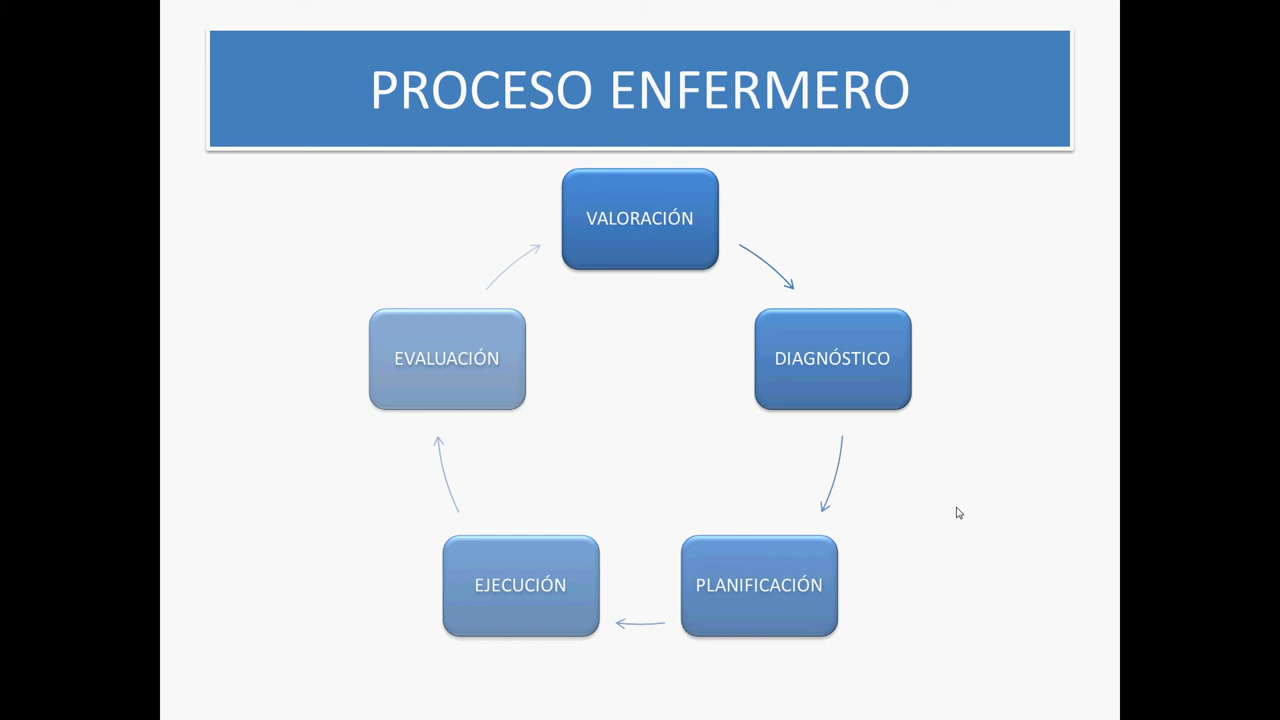 PROCESO ENFERMERO
VALORACIÓN
DIAGNÓSTICO
PLANIFICACIÓN
EJECUCIÓN
EVALUACIÓN